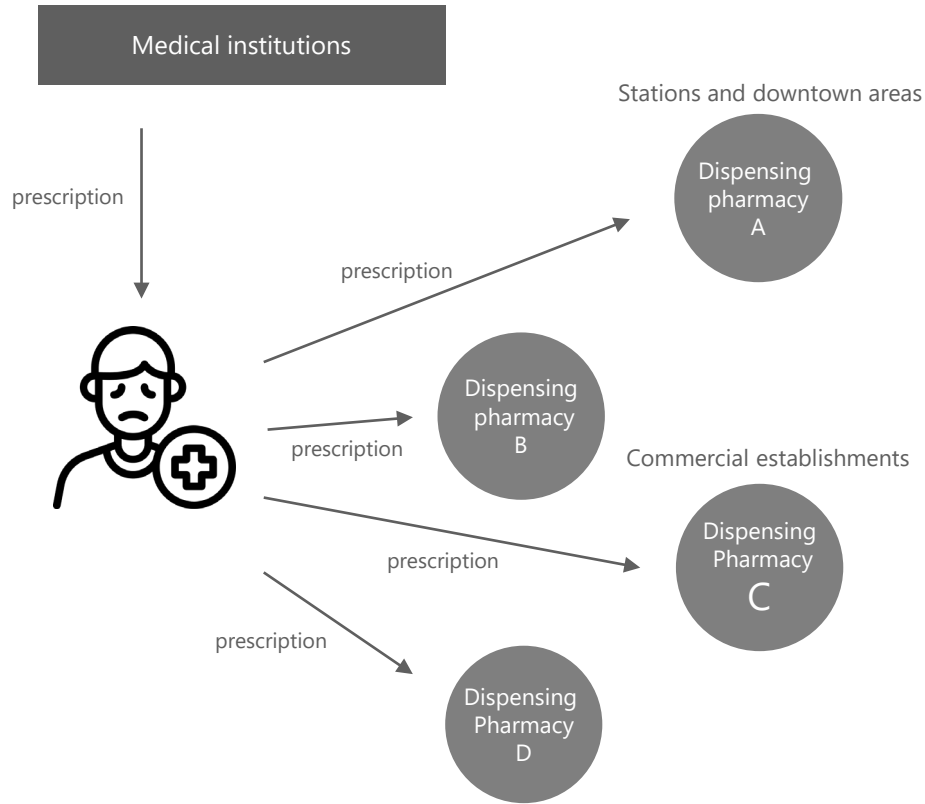 Medical institutions
Stations and downtown areas
Dispensing
pharmacy
A
prescription
prescription
Dispensing
pharmacy
B
prescription
Commercial establishments
Dispensing
Pharmacy
C
prescription
prescription
Dispensing
Pharmacy
D